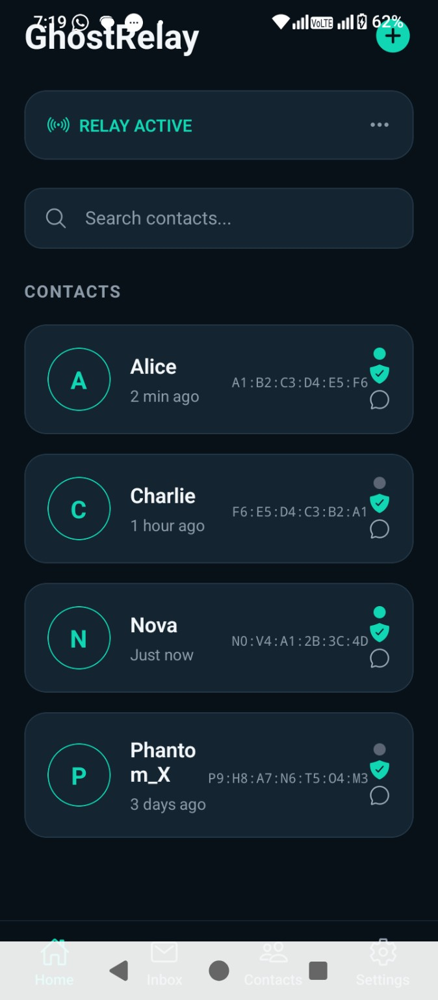 7:19 VoLTE 62%
GhostRelay
RELAY ACTIVE
Search contacts...
CONTACTS
A
Alice
2 min ago
A1:B2:C3:D4:E5:F6
C
Charlie
1 hour ago
F6:E5:D4:C3:B2:A1
N
Nova
Just now
N0:V4:A1:2B:3C:4D
P
Phanto
m_X
3 days ago
P9:H8:A7:N6:T5:O4:M3
Home Inbox Contacts Settings